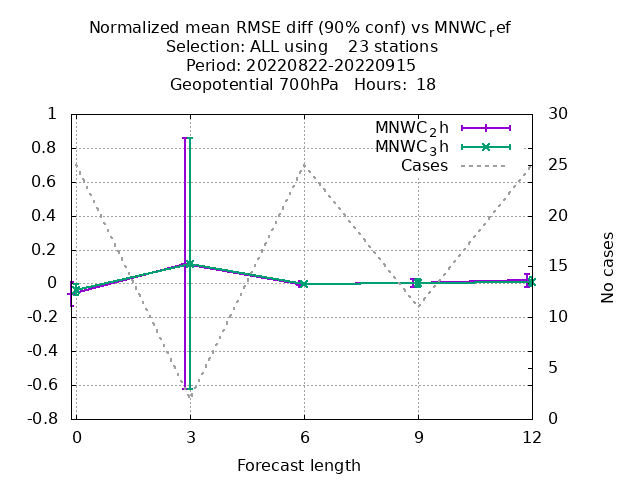 Normalized mean RMSE diff (90% conf) vs MNWC_ref
Selection: ALL using    23 stations
Period: 20220822-20220915
Geopotential 700hPa   Hours: 18
MNWC_2h
MNWC_3h
Cases
1
0.8
0.6
0.4
0.2
0
-0.2
-0.4
-0.6
-0.8
30
25
20
15
10
5
0
No cases
0 3 6 9 12
Forecast length